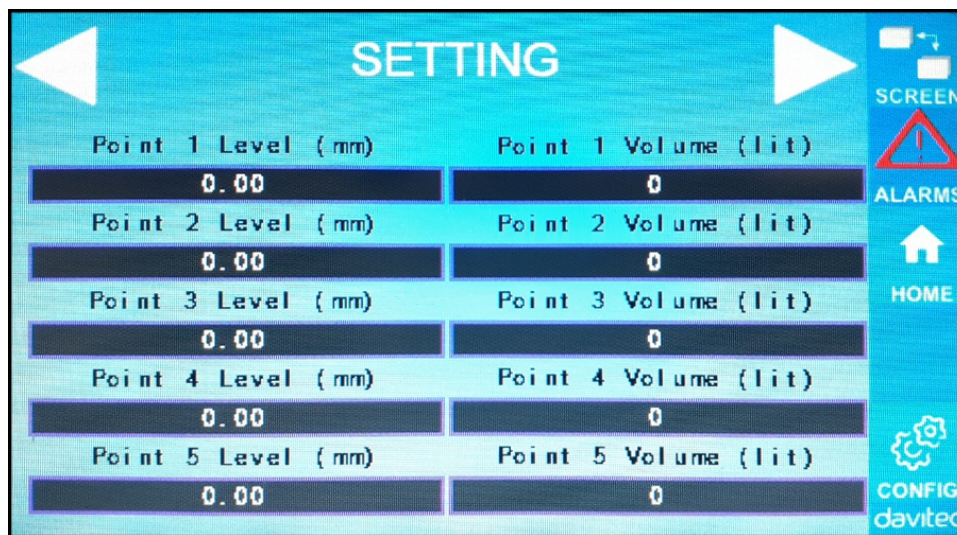 SETTING
SCREEN
Point 1 Level (mm) Point 1 Volume (lit)
0.00 0
ALARMS
Point 2 Level (mm) Point 2 Volume (lit)
0.00 0
Point 3 Level (mm) Point 3 Volume (lit)
HOME
0.00 0
Point 4 Level (mm) Point 4 Volume (lit)
0.00 0
Point 5 Level (mm) Point 5 Volume (lit)
0.00 0
CONFIG
davitec